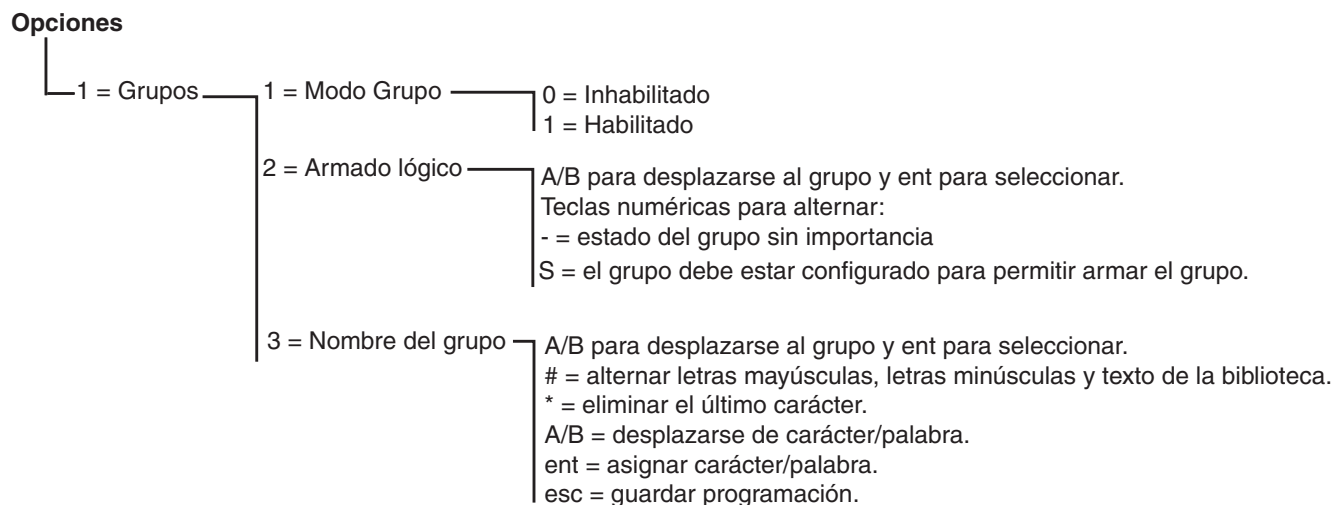 Opciones
1 = Grupos
1 = Modo Grupo
0 = Inhabilitado
1 = Habilitado
2 = Armado lógico
A/B para desplazarse al grupo y ent para seleccionar.
Teclas numéricas para alternar:
- = estado del grupo sin importancia
S = el grupo debe estar configurado para permitir armar el grupo.
3 = Nombre del grupo
A/B para desplazarse al grupo y ent para seleccionar.
# = alternar letras mayúsculas, letras minúsculas y texto de la biblioteca.
* = eliminar el último carácter.
A/B = desplazarse de carácter/palabra.
ent = asignar carácter/palabra.
esc = guardar programación.